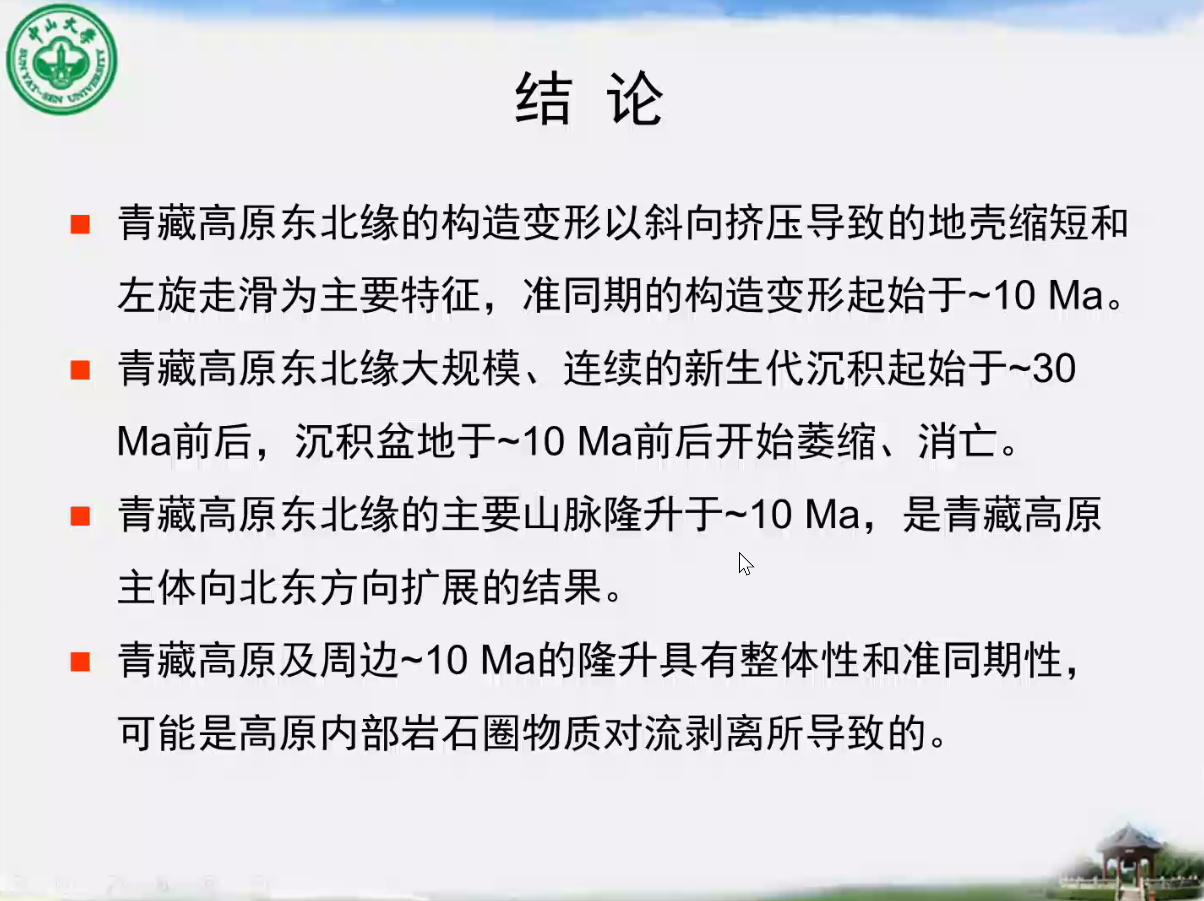 中山大学
SUN YAT-SEN UNIVERSITY
结 论
青藏高原东北缘的构造变形以斜向挤压导致的地壳缩短和
左旋走滑为主要特征，准同期的构造变形起始于~10 Ma。
青藏高原东北缘大规模、连续的新生代沉积起始于~30
Ma前后，沉积盆地于~10 Ma前后开始萎缩、消亡。
青藏高原东北缘的主要山脉隆升于~10 Ma，是青藏高原
主体向北东方向扩展的结果。
青藏高原及周边~10 Ma的隆升具有整体性和准同期性，
可能是高原内部岩石圈物质对流剥离所导致的。